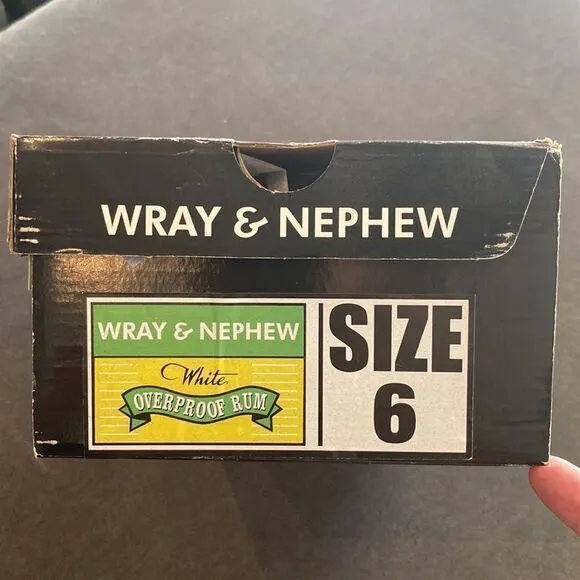 WRAY & NEPHEW
WRAY & NEPHEW
White
OVERPROOF RUM
SIZE
6